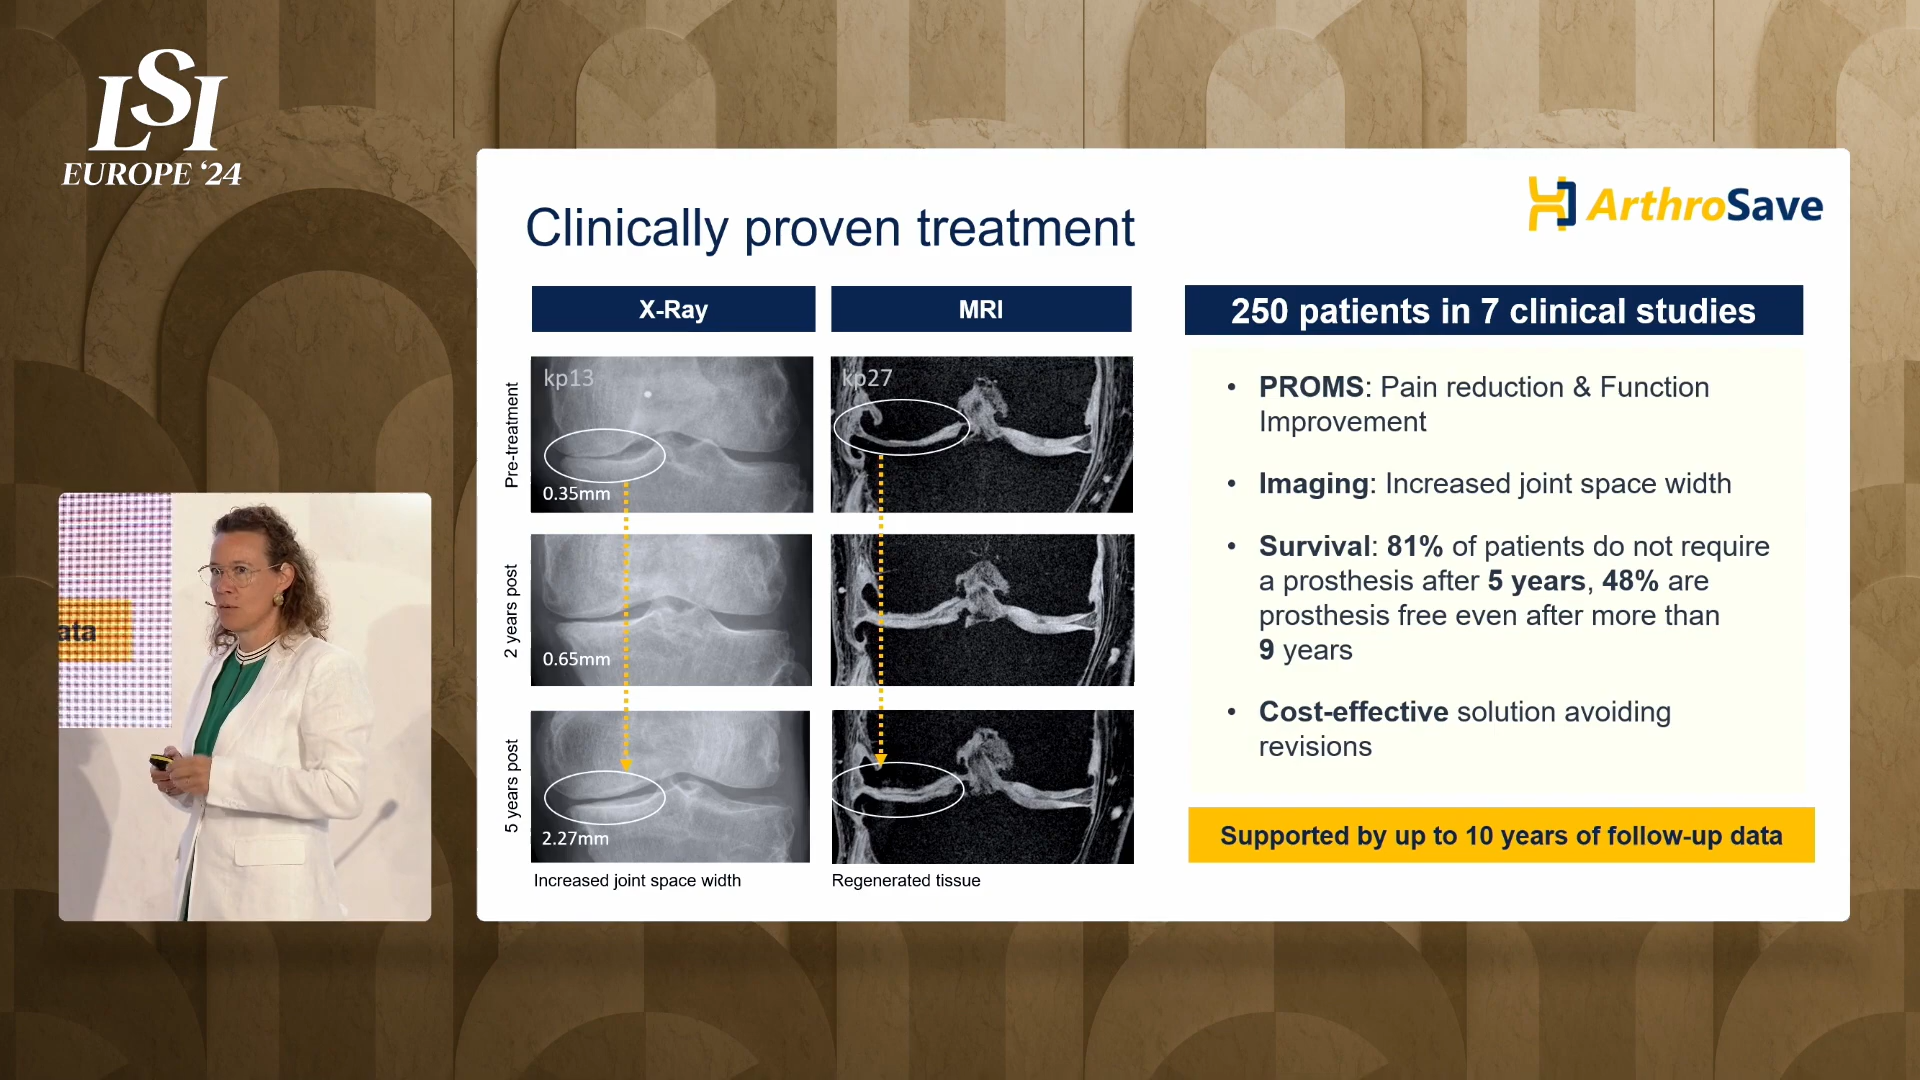 LSI
EUROPE ‘24
ata
Clinically proven treatment
ArthroSave
X-Ray
MRI
Pre-treatment
kp13
0.35mm
kp27
2 years post
0.65mm
5 years post
2.27mm
Increased joint space width
Regenerated tissue
250 patients in 7 clinical studies
• PROMS: Pain reduction & Function
Improvement
• Imaging: Increased joint space width
• Survival: 81% of patients do not require
a prosthesis after 5 years, 48% are
prosthesis free even after more than
9 years
• Cost-effective solution avoiding
revisions
Supported by up to 10 years of follow-up data